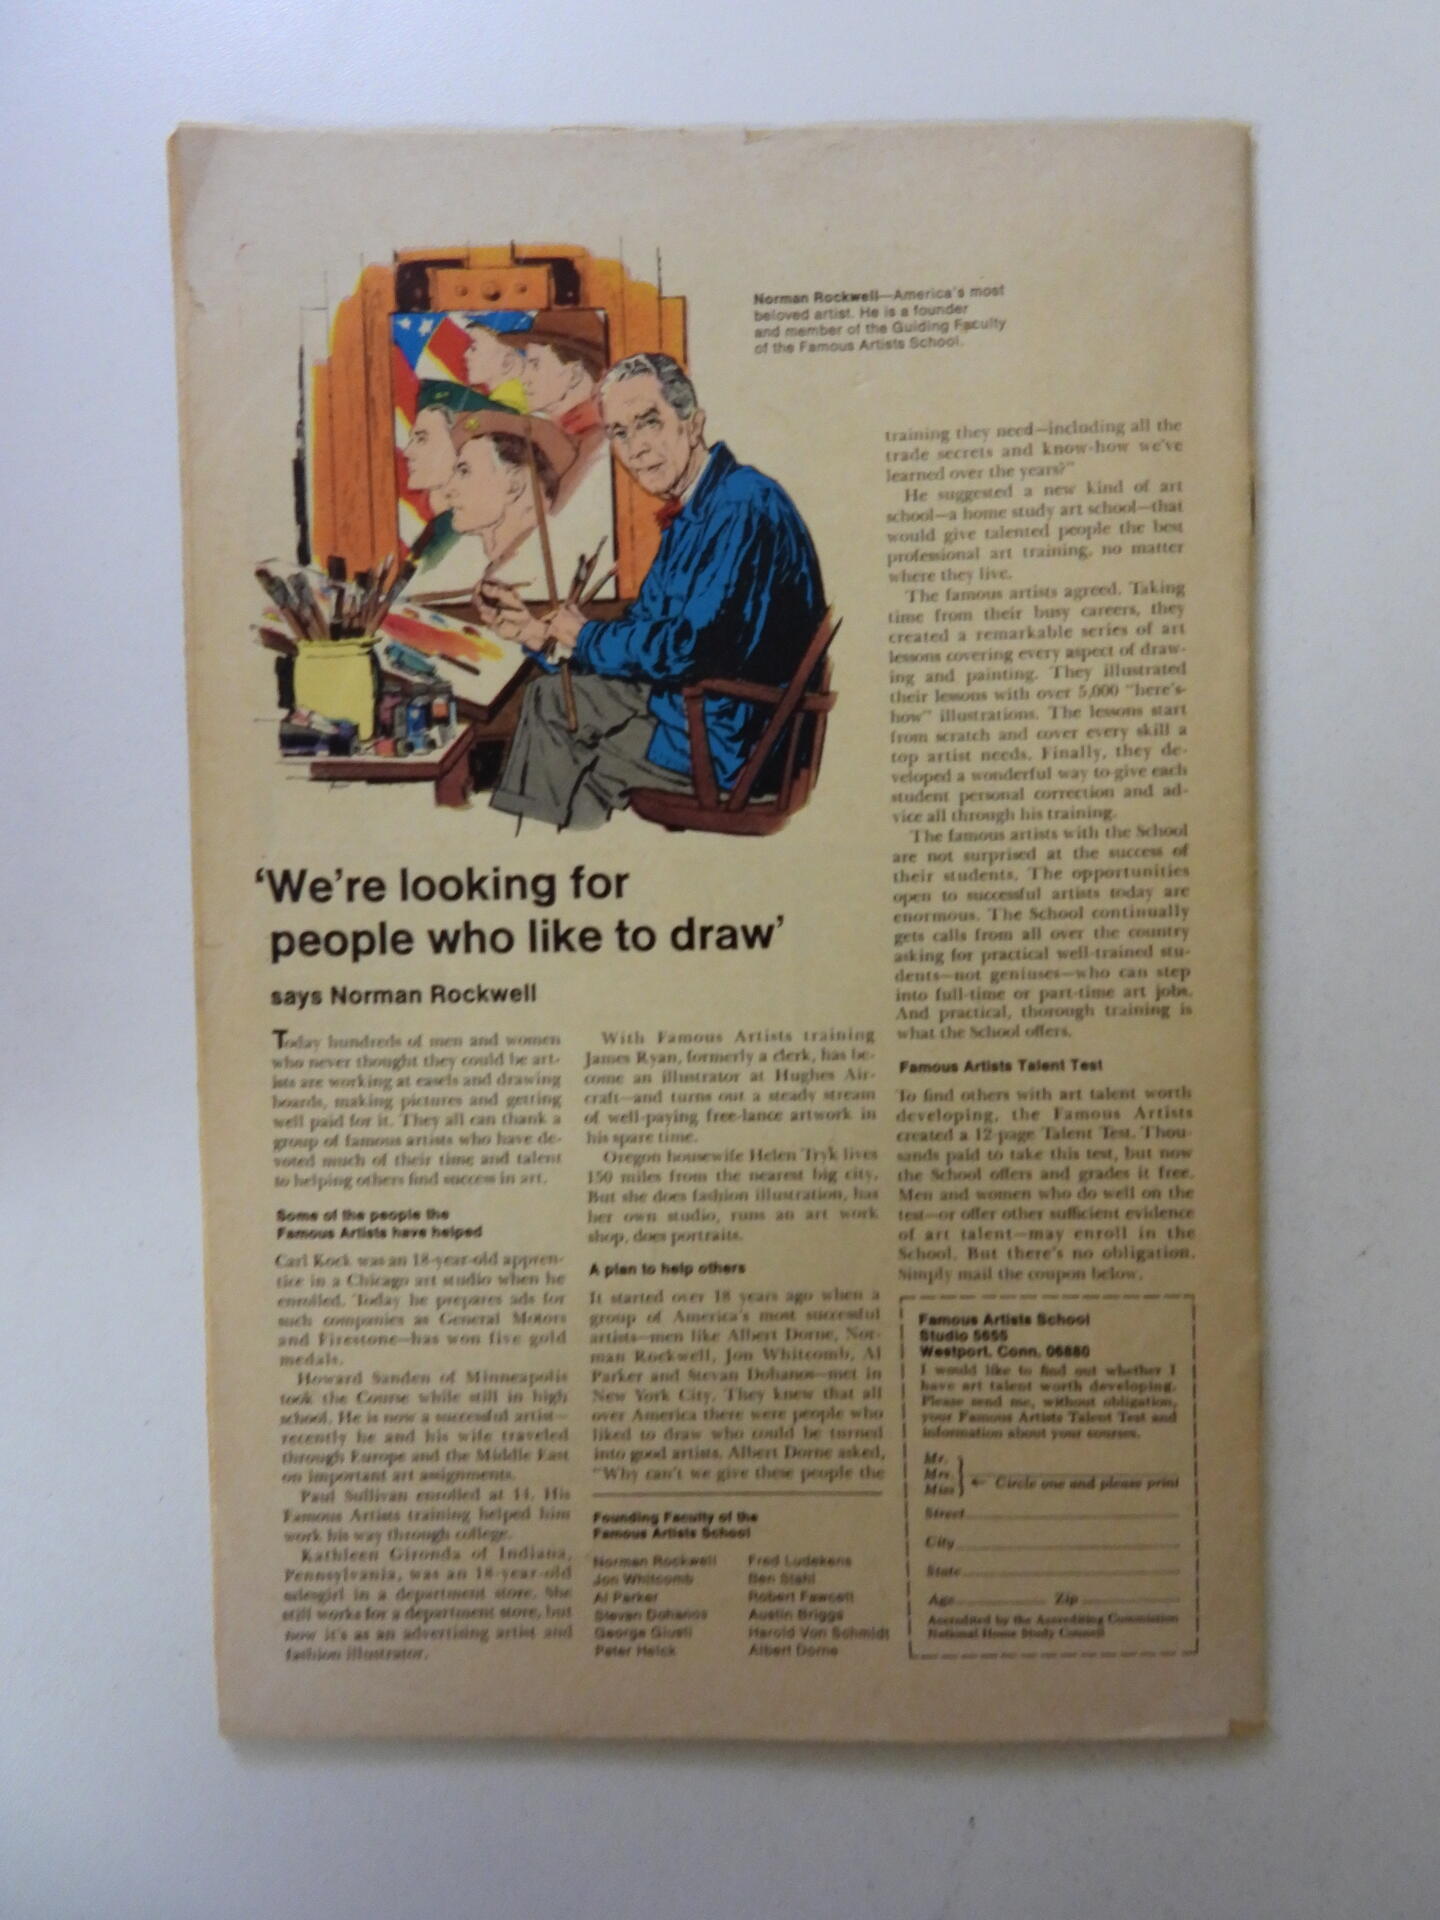 Norman Rockwell—America's most
beloved artist. He is a founder
and member of the Guiding Faculty
of the Famous Artists School.
'We're looking for
people who like to draw'
says Norman Rockwell
Today hundreds of men and women
who never thought they could be art-
ists are working at easels and drawing
boards, making pictures and getting
well paid for it. They all can thank a
group of famous artists who have de-
voted much of their time and talent
to helping others find success in art.
Some of the people the
Famous Artists have helped
Carl Kock was an 18-year-old appren-
tice in a Chicago art studio when he
enrolled. Today he prepares ads for
such companies as General Motors
and Firestone—has won five gold
medals.
Howard Sanden of Minneapolis
took the Course while still in high
school. He is now a successful artist—
recently he and his wife traveled
through Europe and the Middle East
on important art assignments.
Paul Sullivan enrolled at 14. His
Famous Artists training helped him
work his way through college.
Kathleen Gironda of Indiana,
Pennsylvania, was an 18-year-old
salesgirl in a department store. She
still works for a department store, but
now it's as an advertising artist and
fashion illustrator.
With Famous Artists training
James Ryan, formerly a clerk, has be-
come an illustrator at Hughes Air-
craft—and turns out a steady stream
of well-paying free-lance artwork in
his spare time.
Oregon housewife Helen Tryk lives
150 miles from the nearest big city.
But she does fashion illustration, has
her own studio, runs an art work
shop, does portraits.
A plan to help others
It started over 18 years ago when a
group of America's most successful
artists—men like Albert Dorne, Nor-
man Rockwell, Jon Whitcomb, Al
Parker and Stevan Dohanos—met in
New York City. They knew that all
over America there were people who
liked to draw who could be turned
into good artists. Albert Dorne asked,
"Why can't we give these people the
Founding Faculty of the
Famous Artists School
Norman Rockwell
Jon Whitcomb
Al Parker
Stevan Dohanos
George Giusti
Peter Helck
Fred Ludekens
Ben Stahl
Robert Fawcett
Austin Briggs
Harold Von Schmidt
Albert Dorne
training they need—including all the
trade secrets and know-how we've
learned over the years?"
He suggested a new kind of art
school—a home study art school—that
would give talented people the best
professional art training, no matter
where they live.
The famous artists agreed. Taking
time from their busy careers, they
created a remarkable series of art
lessons covering every aspect of draw-
ing and painting. They illustrated
their lessons with over 5,000 "here's-
how" illustrations. The lessons start
from scratch and cover every skill a
top artist needs. Finally, they de-
veloped a wonderful way to give each
student personal correction and ad-
vice all through his training.
The famous artists with the School
are not surprised at the success of
their students. The opportunities
open to successful artists today are
enormous. The School continually
gets calls from all over the country
asking for practical well-trained stu-
dents—not geniuses—who can step
into full-time or part-time art jobs.
And practical, thorough training is
what the School offers.
Famous Artists Talent Test
To find others with art talent worth
developing, the Famous Artists
created a 12-page Talent Test. Thou-
sands paid to take this test, but now
the School offers and grades it free.
Men and women who do well on the
test—or offer other sufficient evidence
of art talent—may enroll in the
School. But there's no obligation.
Simply mail the coupon below.
Famous Artists School
Studio 5655
Westport, Conn. 06880
I would like to find out whether I
have art talent worth developing.
Please send me, without obligation,
your Famous Artists Talent Test and
information about your courses.
Mr.
Mrs.
Miss
← Circle one and please print
Street
City
State
Age Zip
Accredited by the Accrediting Commission
National Home Study Council